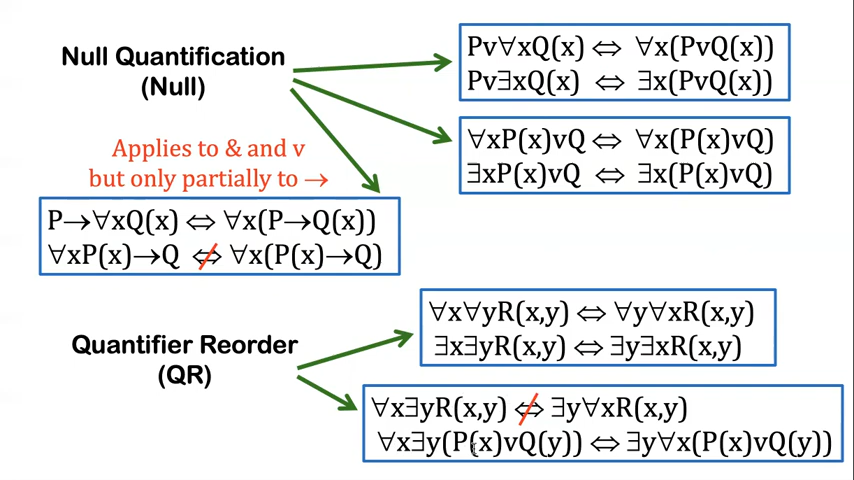 Null Quantification
(Null)
Pv∀xQ(x) ⇔ ∀x(PvQ(x))
Pv∃xQ(x) ⇔ ∃x(PvQ(x))
∀xP(x)vQ ⇔ ∀x(P(x)vQ)
∃xP(x)vQ ⇔ ∃x(P(x)vQ)
Applies to & and v
but only partially to →
P→∀xQ(x) ⇔ ∀x(P→Q(x))
∀xP(x)→Q ⇎ ∀x(P(x)→Q)
Quantifier Reorder
(QR)
∀x∀yR(x,y) ⇔ ∀y∀xR(x,y)
∃x∃yR(x,y) ⇔ ∃y∃xR(x,y)
∀x∃yR(x,y) ⇎ ∃y∀xR(x,y)
∀x∃y(P(x)vQ(y)) ⇔ ∃y∀x(P(x)vQ(y))